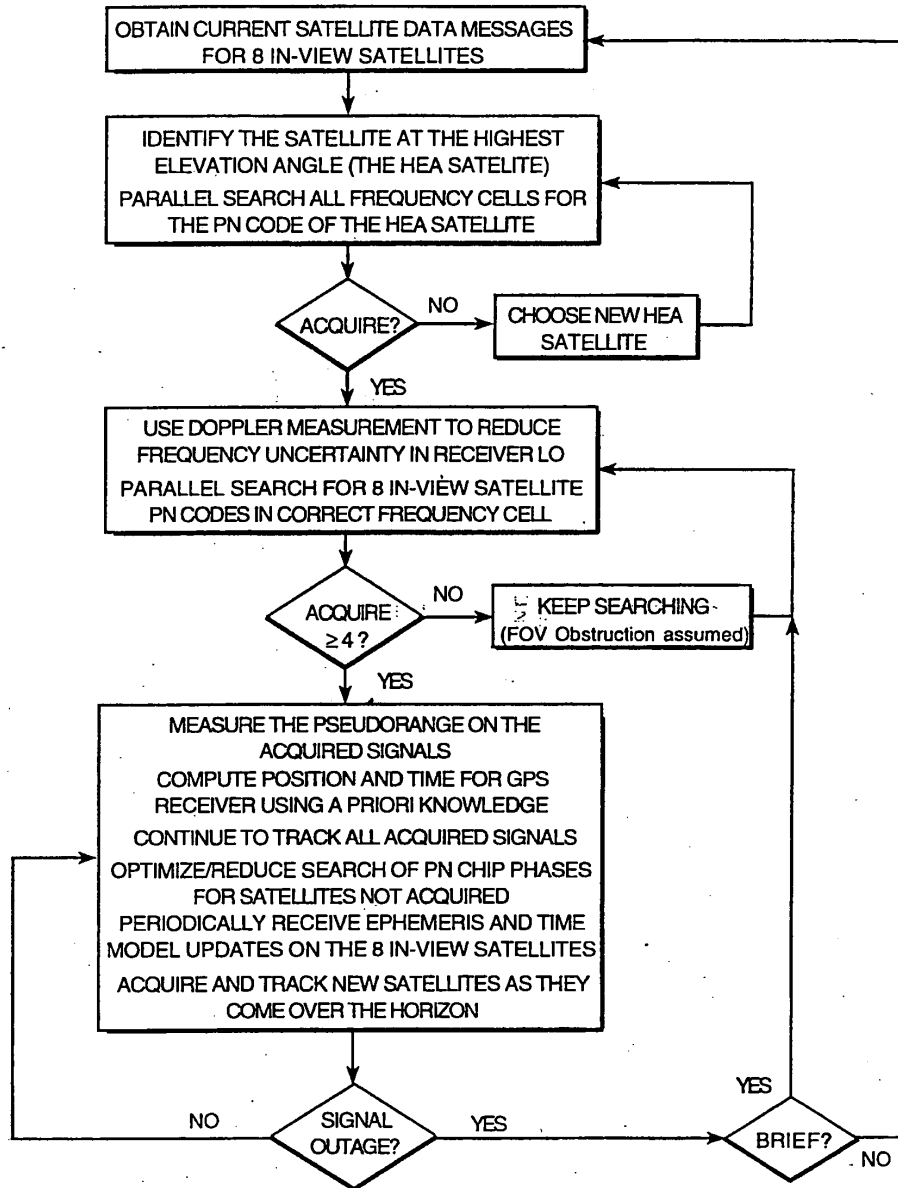 OBTAIN CURRENT SATELLITE DATA MESSAGES
FOR 8 IN-VIEW SATELLITES
IDENTIFY THE SATELLITE AT THE HIGHEST
ELEVATION ANGLE (THE HEA SATELITE)
PARALLEL SEARCH ALL FREQUENCY CELLS FOR
THE PN CODE OF THE HEA SATELLITE
ACQUIRE?
NO
CHOOSE NEW HEA
SATELLITE
YES
USE DOPPLER MEASUREMENT TO REDUCE
FREQUENCY UNCERTAINTY IN RECEIVER LO
PARALLEL SEARCH FOR 8 IN-VIEW SATELLITE
PN CODES IN CORRECT FREQUENCY CELL
ACQUIRE
≥4?
NO
KEEP SEARCHING
(FOV Obstruction assumed)
YES
MEASURE THE PSEUDORANGE ON THE
ACQUIRED SIGNALS
COMPUTE POSITION AND TIME FOR GPS
RECEIVER USING A PRIORI KNOWLEDGE
CONTINUE TO TRACK ALL ACQUIRED SIGNALS
OPTIMIZE/REDUCE SEARCH OF PN CHIP PHASES
FOR SATELLITES NOT ACQUIRED
PERIODICALLY RECEIVE EPHEMERIS AND TIME
MODEL UPDATES ON THE 8 IN-VIEW SATELLITES
ACQUIRE AND TRACK NEW SATELLITES AS THEY
COME OVER THE HORIZON
NO
SIGNAL
OUTAGE?
YES
YES
BRIEF?
NO